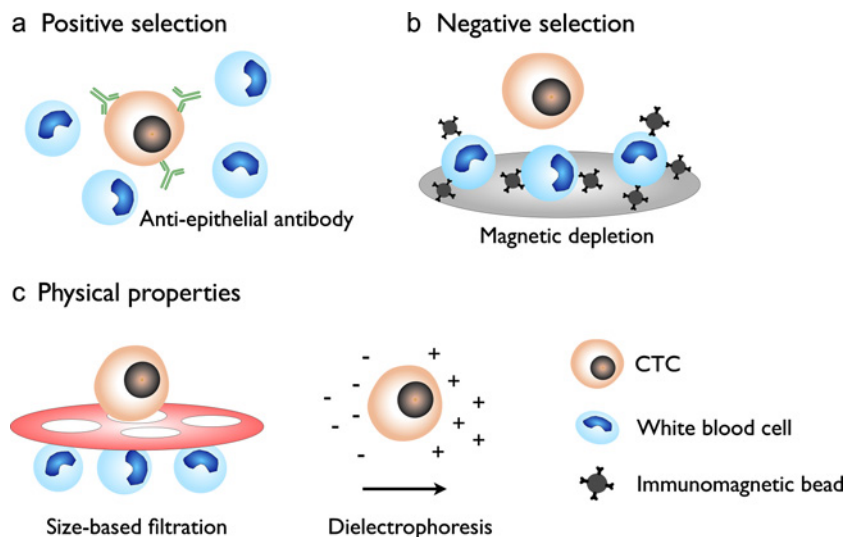 a Positive selection
b Negative selection
Anti-epithelial antibody
Magnetic depletion
c Physical properties
- - - - - - - + + + + + + +
CTC
White blood cell
Immunomagnetic bead
Size-based filtration
Dielectrophoresis